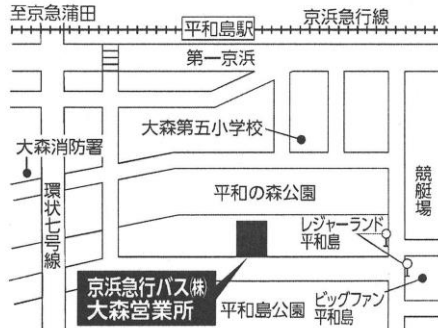 至京急蒲田
平和島駅
京浜急行線
第一京浜
大森第五小学校
大森消防署
環状七号線
平和の森公園
競艇場
レジャーランド
平和島
京浜急行バス㈱
大森営業所
平和島公園
ビッグファン
平和島